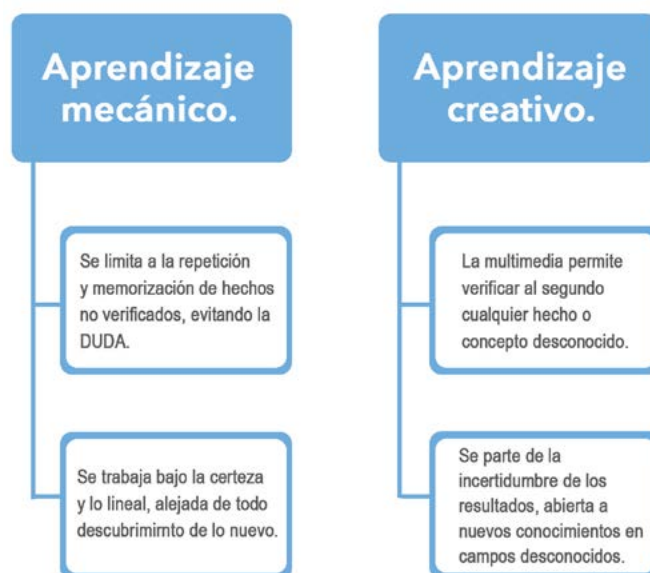 Aprendizaje
mecánico.
Se limita a la repetición
y memorización de hechos
no verificados, evitando la
DUDA.
Se trabaja bajo la certeza
y lo lineal, alejada de todo
descubrimirnto de lo nuevo.
Aprendizaje
creativo.
La multimedia permite
verificar al segundo
cualquier hecho o
concepto desconocido.
Se parte de la
incertidumbre de los
resultados, abierta a
nuevos conocimientos en
campos desconocidos.